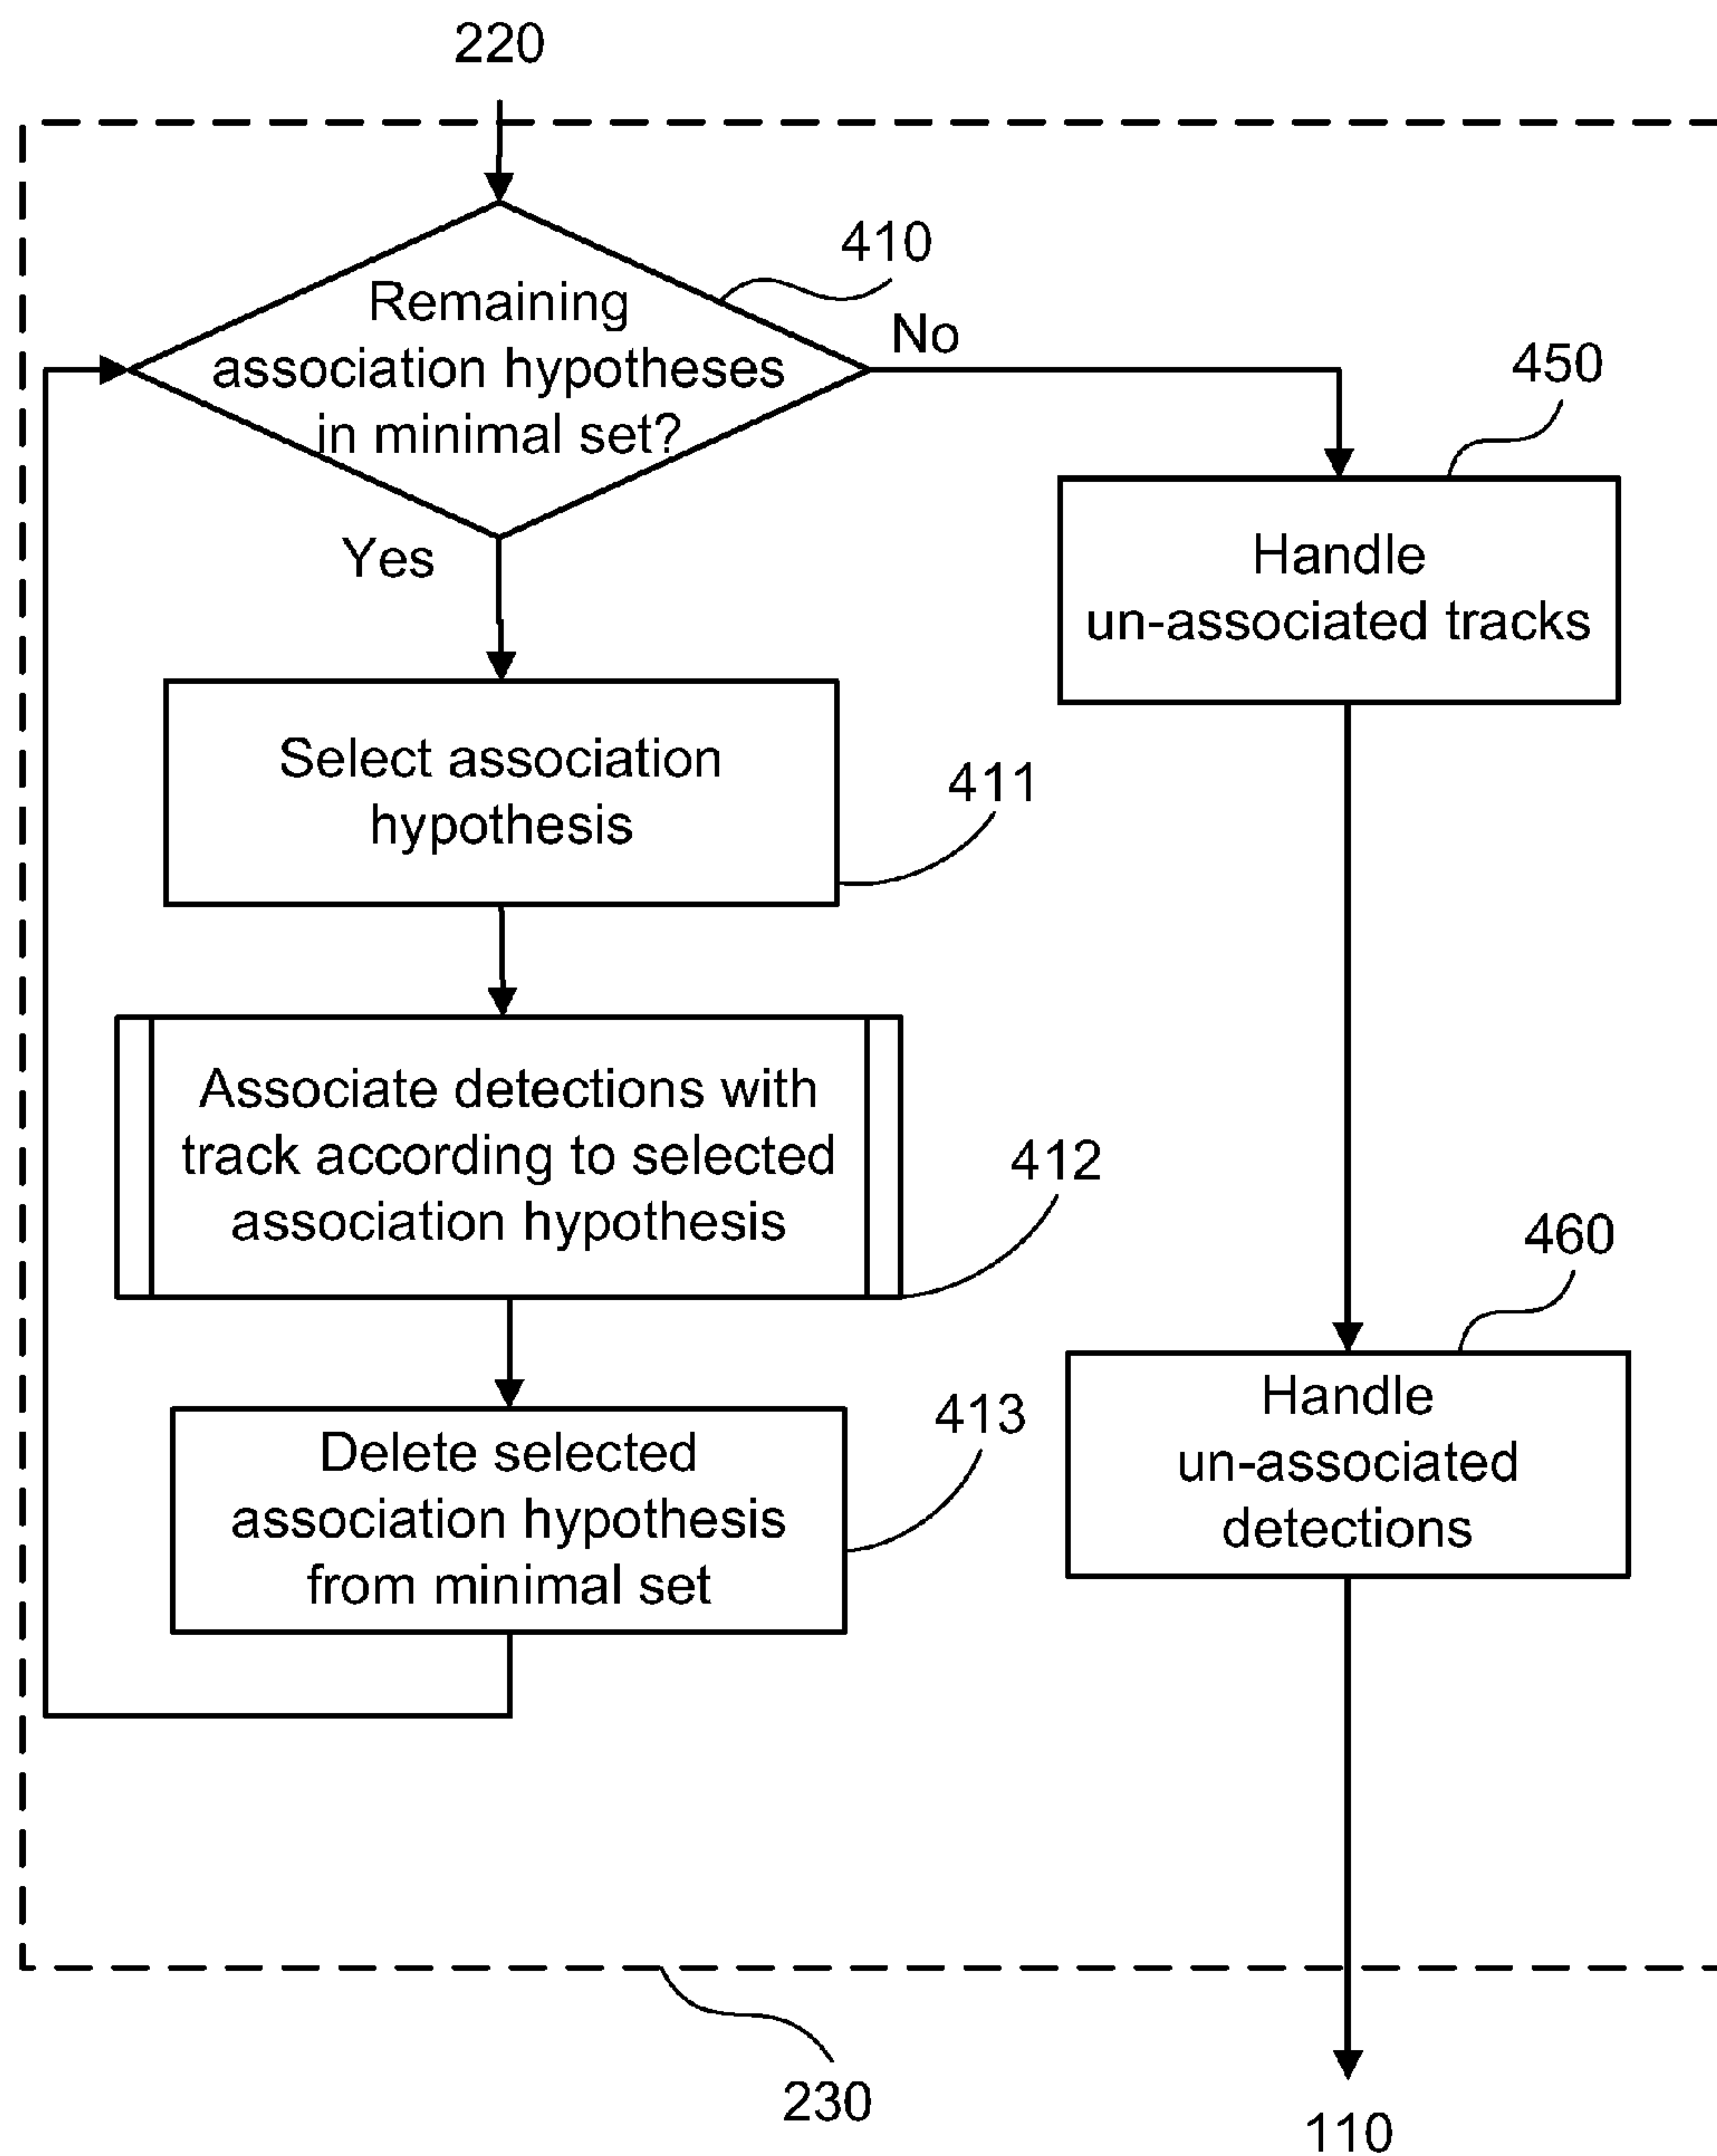 220
410
Remaining
association hypotheses
in minimal set?
No
Yes
450
Handle
un-associated tracks
Select association
hypothesis
411
Associate detections with
track according to selected
association hypothesis
412
460
Handle
un-associated
detections
Delete selected
association hypothesis
from minimal set
413
230
110